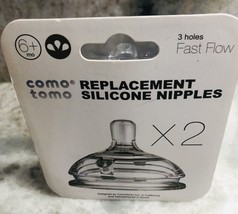 6+
mo
3 holes
Fast Flow
como®
tomo
REPLACEMENT
SILICONE NIPPLES
X2